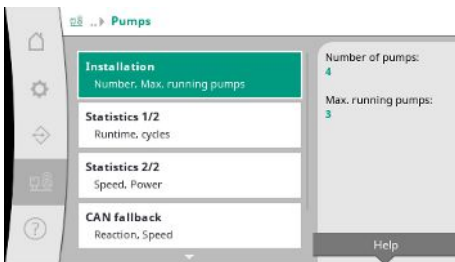 ..▶ Pumps
Installation
Number, Max. running pumps
Statistics 1/2
Runtime, cycles
Statistics 2/2
Speed, Power
CAN fallback
Reaction, Speed
Number of pumps:
4
Max. running pumps:
3
Help
?